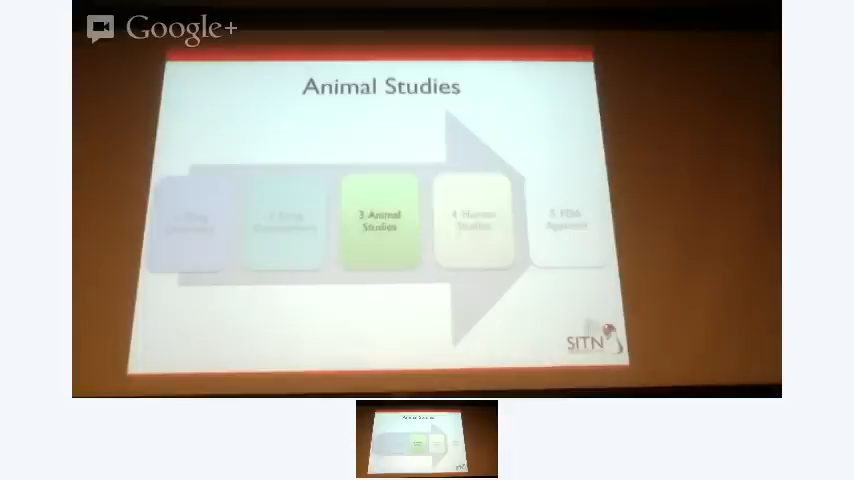 Google+
Animal Studies
3. Animal
Studies
4. Human
Studies
5. FDA
Approval
SITN